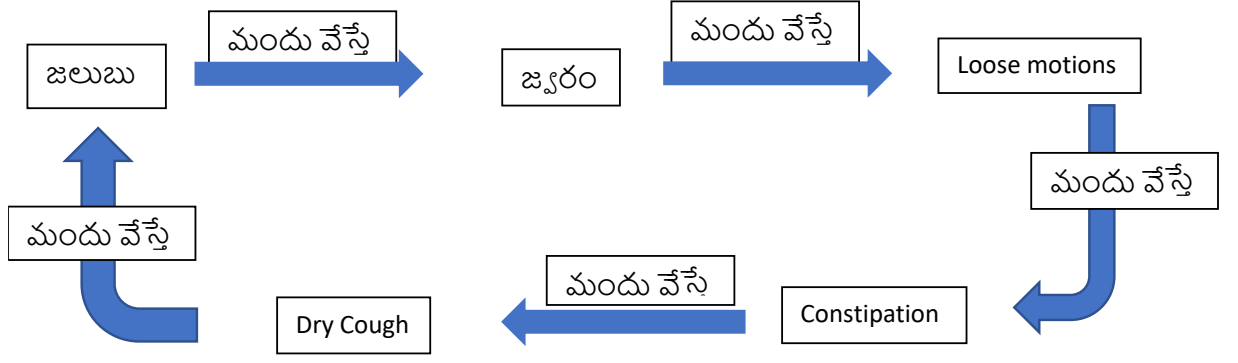 జలుబు
మందు వేస్తే
జ్వరం
మందు వేస్తే
Loose motions
మందు వేస్తే
Constipation
మందు వేస్తే
Dry Cough
మందు వేస్తే